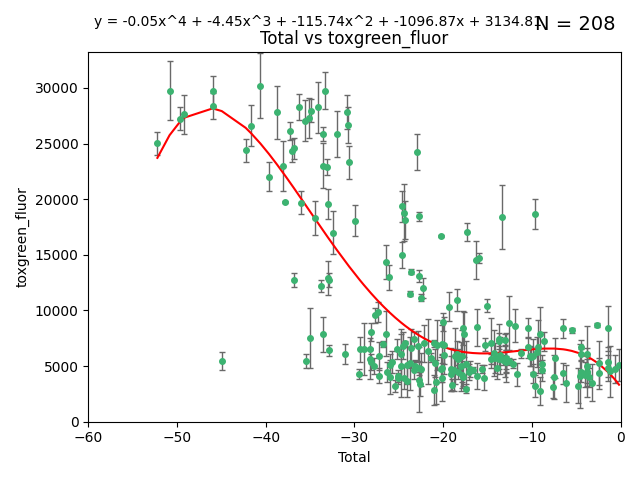 y = -0.05x^4 + -4.45x^3 + -115.74x^2 + -1096.87x + 3134.81
N = 208
Total vs toxgreen_fluor
30000
25000
20000
15000
10000
5000
0
toxgreen_fluor
−60 −50 −40 −30 −20 −10 0
Total